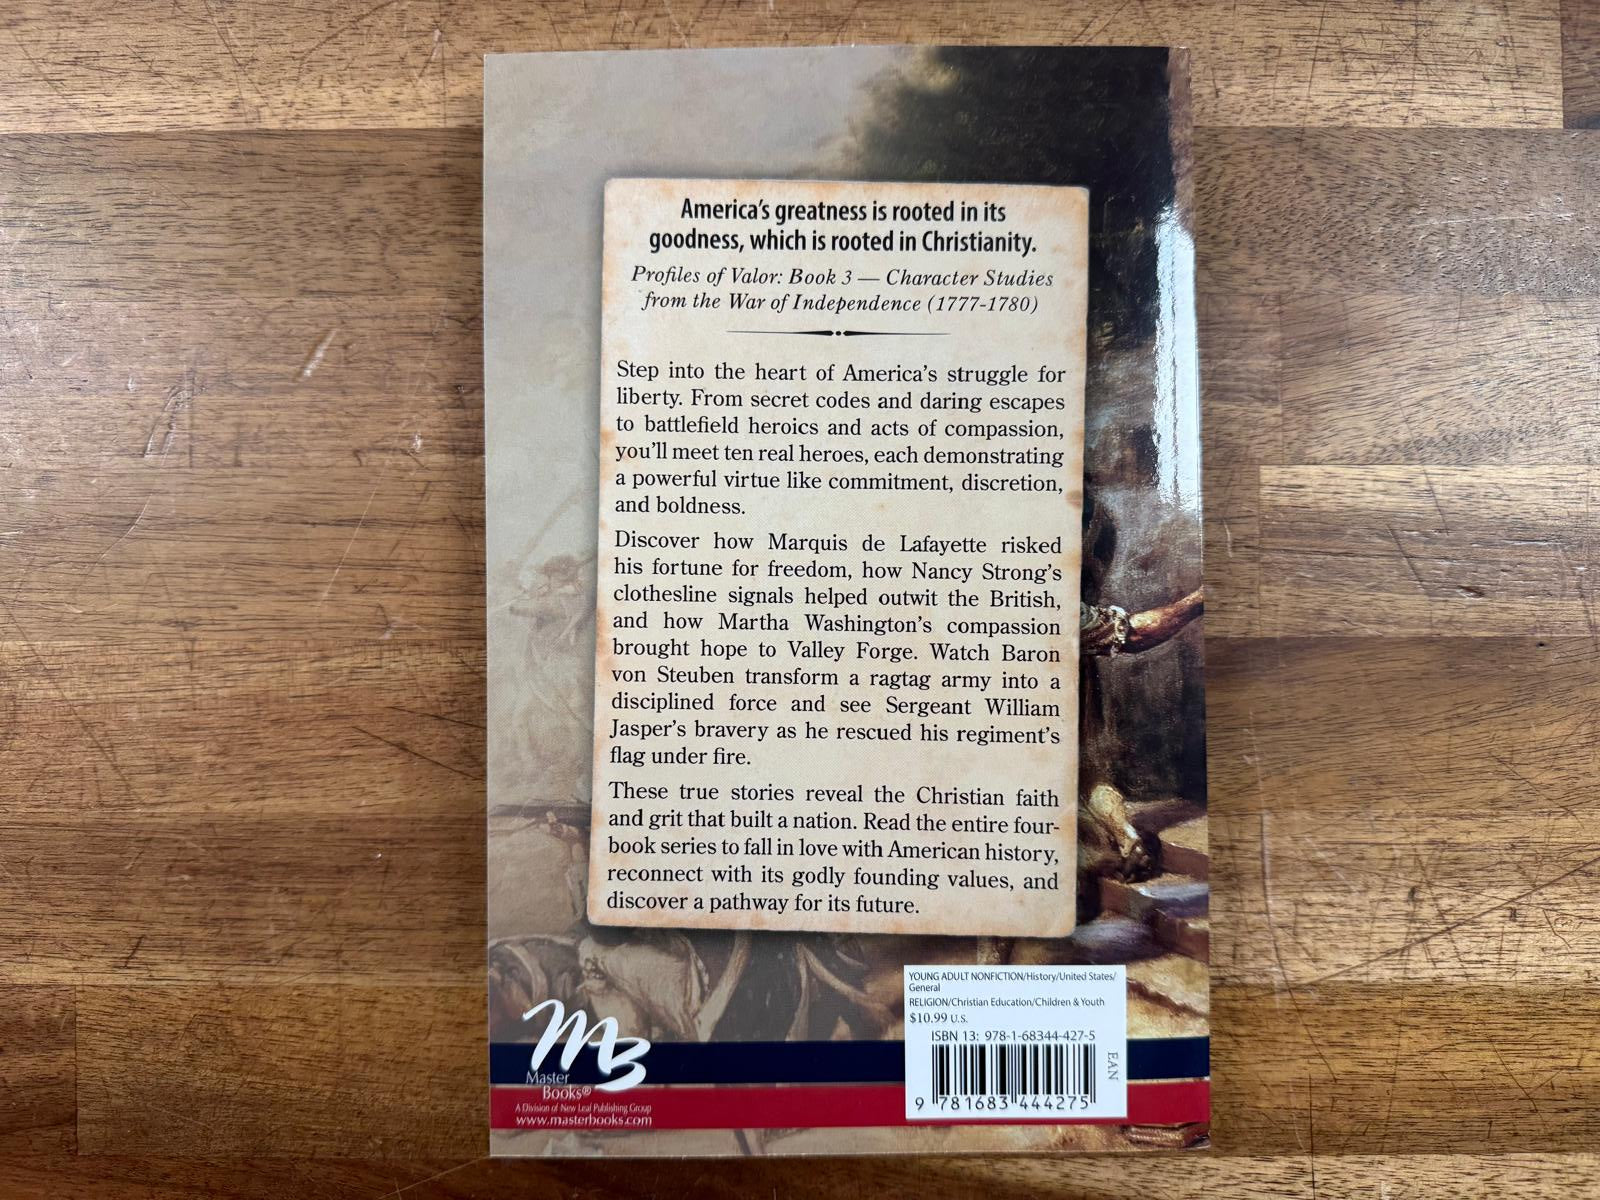 America's greatness is rooted in its
goodness, which is rooted in Christianity.
Profiles of Valor: Book 3 — Character Studies
from the War of Independence (1777-1780)
Step into the heart of America's struggle for
liberty. From secret codes and daring escapes
to battlefield heroics and acts of compassion,
you'll meet ten real heroes, each demonstrating
a powerful virtue like commitment, discretion,
and boldness.
Discover how Marquis de Lafayette risked
his fortune for freedom, how Nancy Strong's
clothesline signals helped outwit the British,
and how Martha Washington's compassion
brought hope to Valley Forge. Watch Baron
von Steuben transform a ragtag army into a
disciplined force and see Sergeant William
Jasper's bravery as he rescued his regiment's
flag under fire.
These true stories reveal the Christian faith
and grit that built a nation. Read the entire four-
book series to fall in love with American history,
reconnect with its godly founding values, and
discover a pathway for its future.
YOUNG ADULT NONFICTION/History/United States/
General
RELIGION/Christian Education/Children & Youth
$10.99 U.S.
ISBN 13: 978-1-68344-427-5
EAN
9 781683 444275
MB
Master
Books®
A Division of New Leaf Publishing Group
www.masterbooks.com